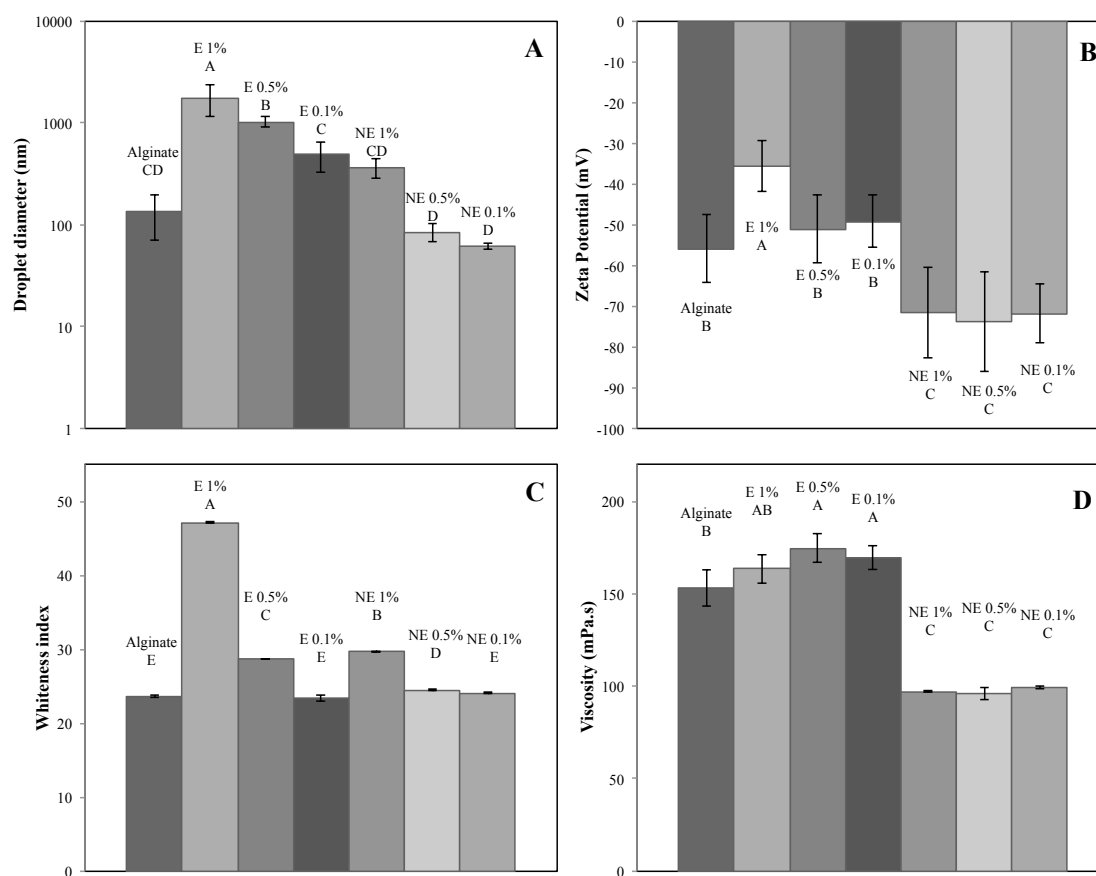 A
Droplet diameter (nm)
10000
1000
100
10
1
Alginate
CD
E 1%
A
E 0.5%
B
E 0.1%
C
NE 1%
CD
NE 0.5%
D
NE 0.1%
D
B
Zeta Potential (mV)
0
-10
-20
-30
-40
-50
-60
-70
-80
-90
-100
Alginate
B
E 1%
A
E 0.5%
B
E 0.1%
B
NE 1%
C
NE 0.5%
C
NE 0.1%
C
C
Whiteness index
50
40
30
20
10
0
Alginate
E
E 1%
A
E 0.5%
C
E 0.1%
E
NE 1%
B
NE 0.5%
D
NE 0.1%
E
D
Viscosity (mPa.s)
200
150
100
50
0
Alginate
B
E 1%
AB
E 0.5%
A
E 0.1%
A
NE 1%
C
NE 0.5%
C
NE 0.1%
C